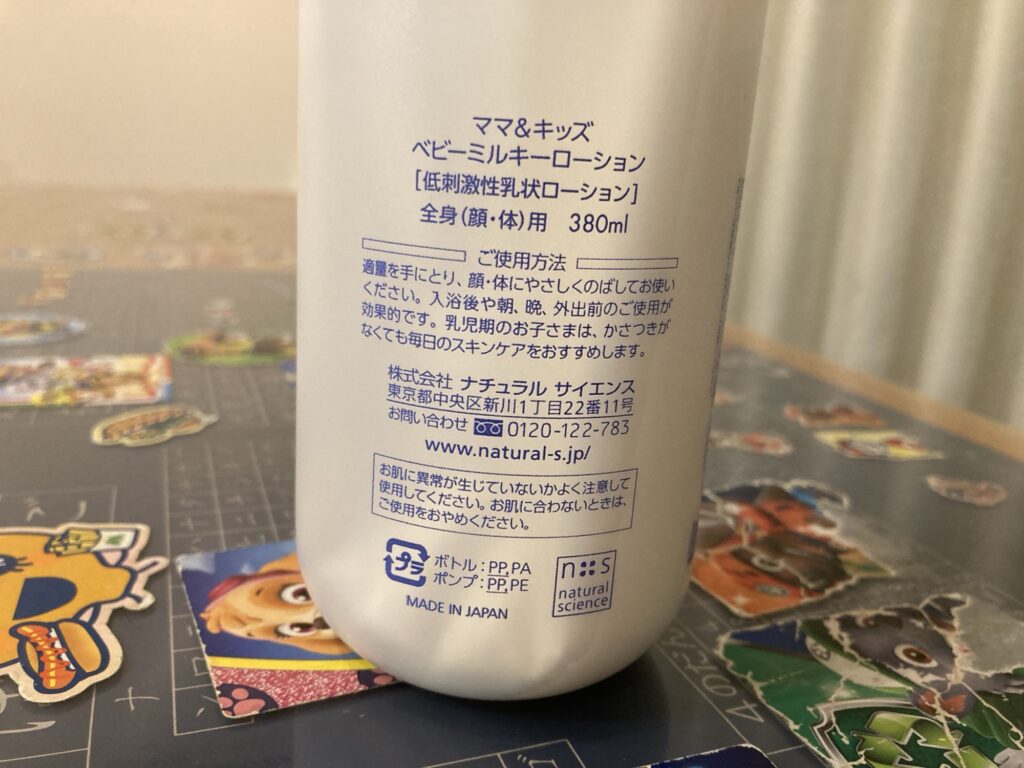 ママ&キッズ
ベビーミルキーローション
[低刺激性乳状ローション]
全身(顔・体)用 380ml
ご使用方法
適量を手にとり、顔・体にやさしくのばしてお使い
ください。入浴後や朝、晩、外出前のご使用が
効果的です。乳児期のお子さまは、かさつきが
なくても毎日のスキンケアをおすすめします。
株式会社 ナチュラル サイエンス
東京都中央区新川1丁目22番11号
お問い合わせ 0120-122-783
www.natural-s.jp/
お肌に異常が生じていないかよく注意して
使用してください。お肌に合わないときは、
ご使用をおやめください。
プラ
ボトル:PP,PA
ポンプ:PP,PE
MADE IN JAPAN
n::s
natural
science